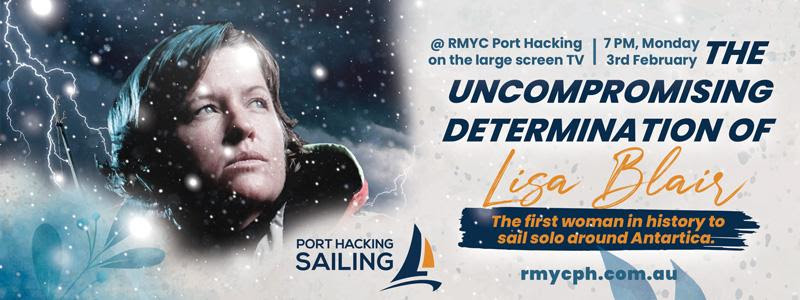 @ RMYC Port Hacking
on the large screen TV
7 PM, Monday
3rd February
THE
UNCOMPROMISING
DETERMINATION OF
Lisa Blair
The first woman in history to
sail solo around Antartica.
PORT HACKING
SAILING
rmycph.com.au